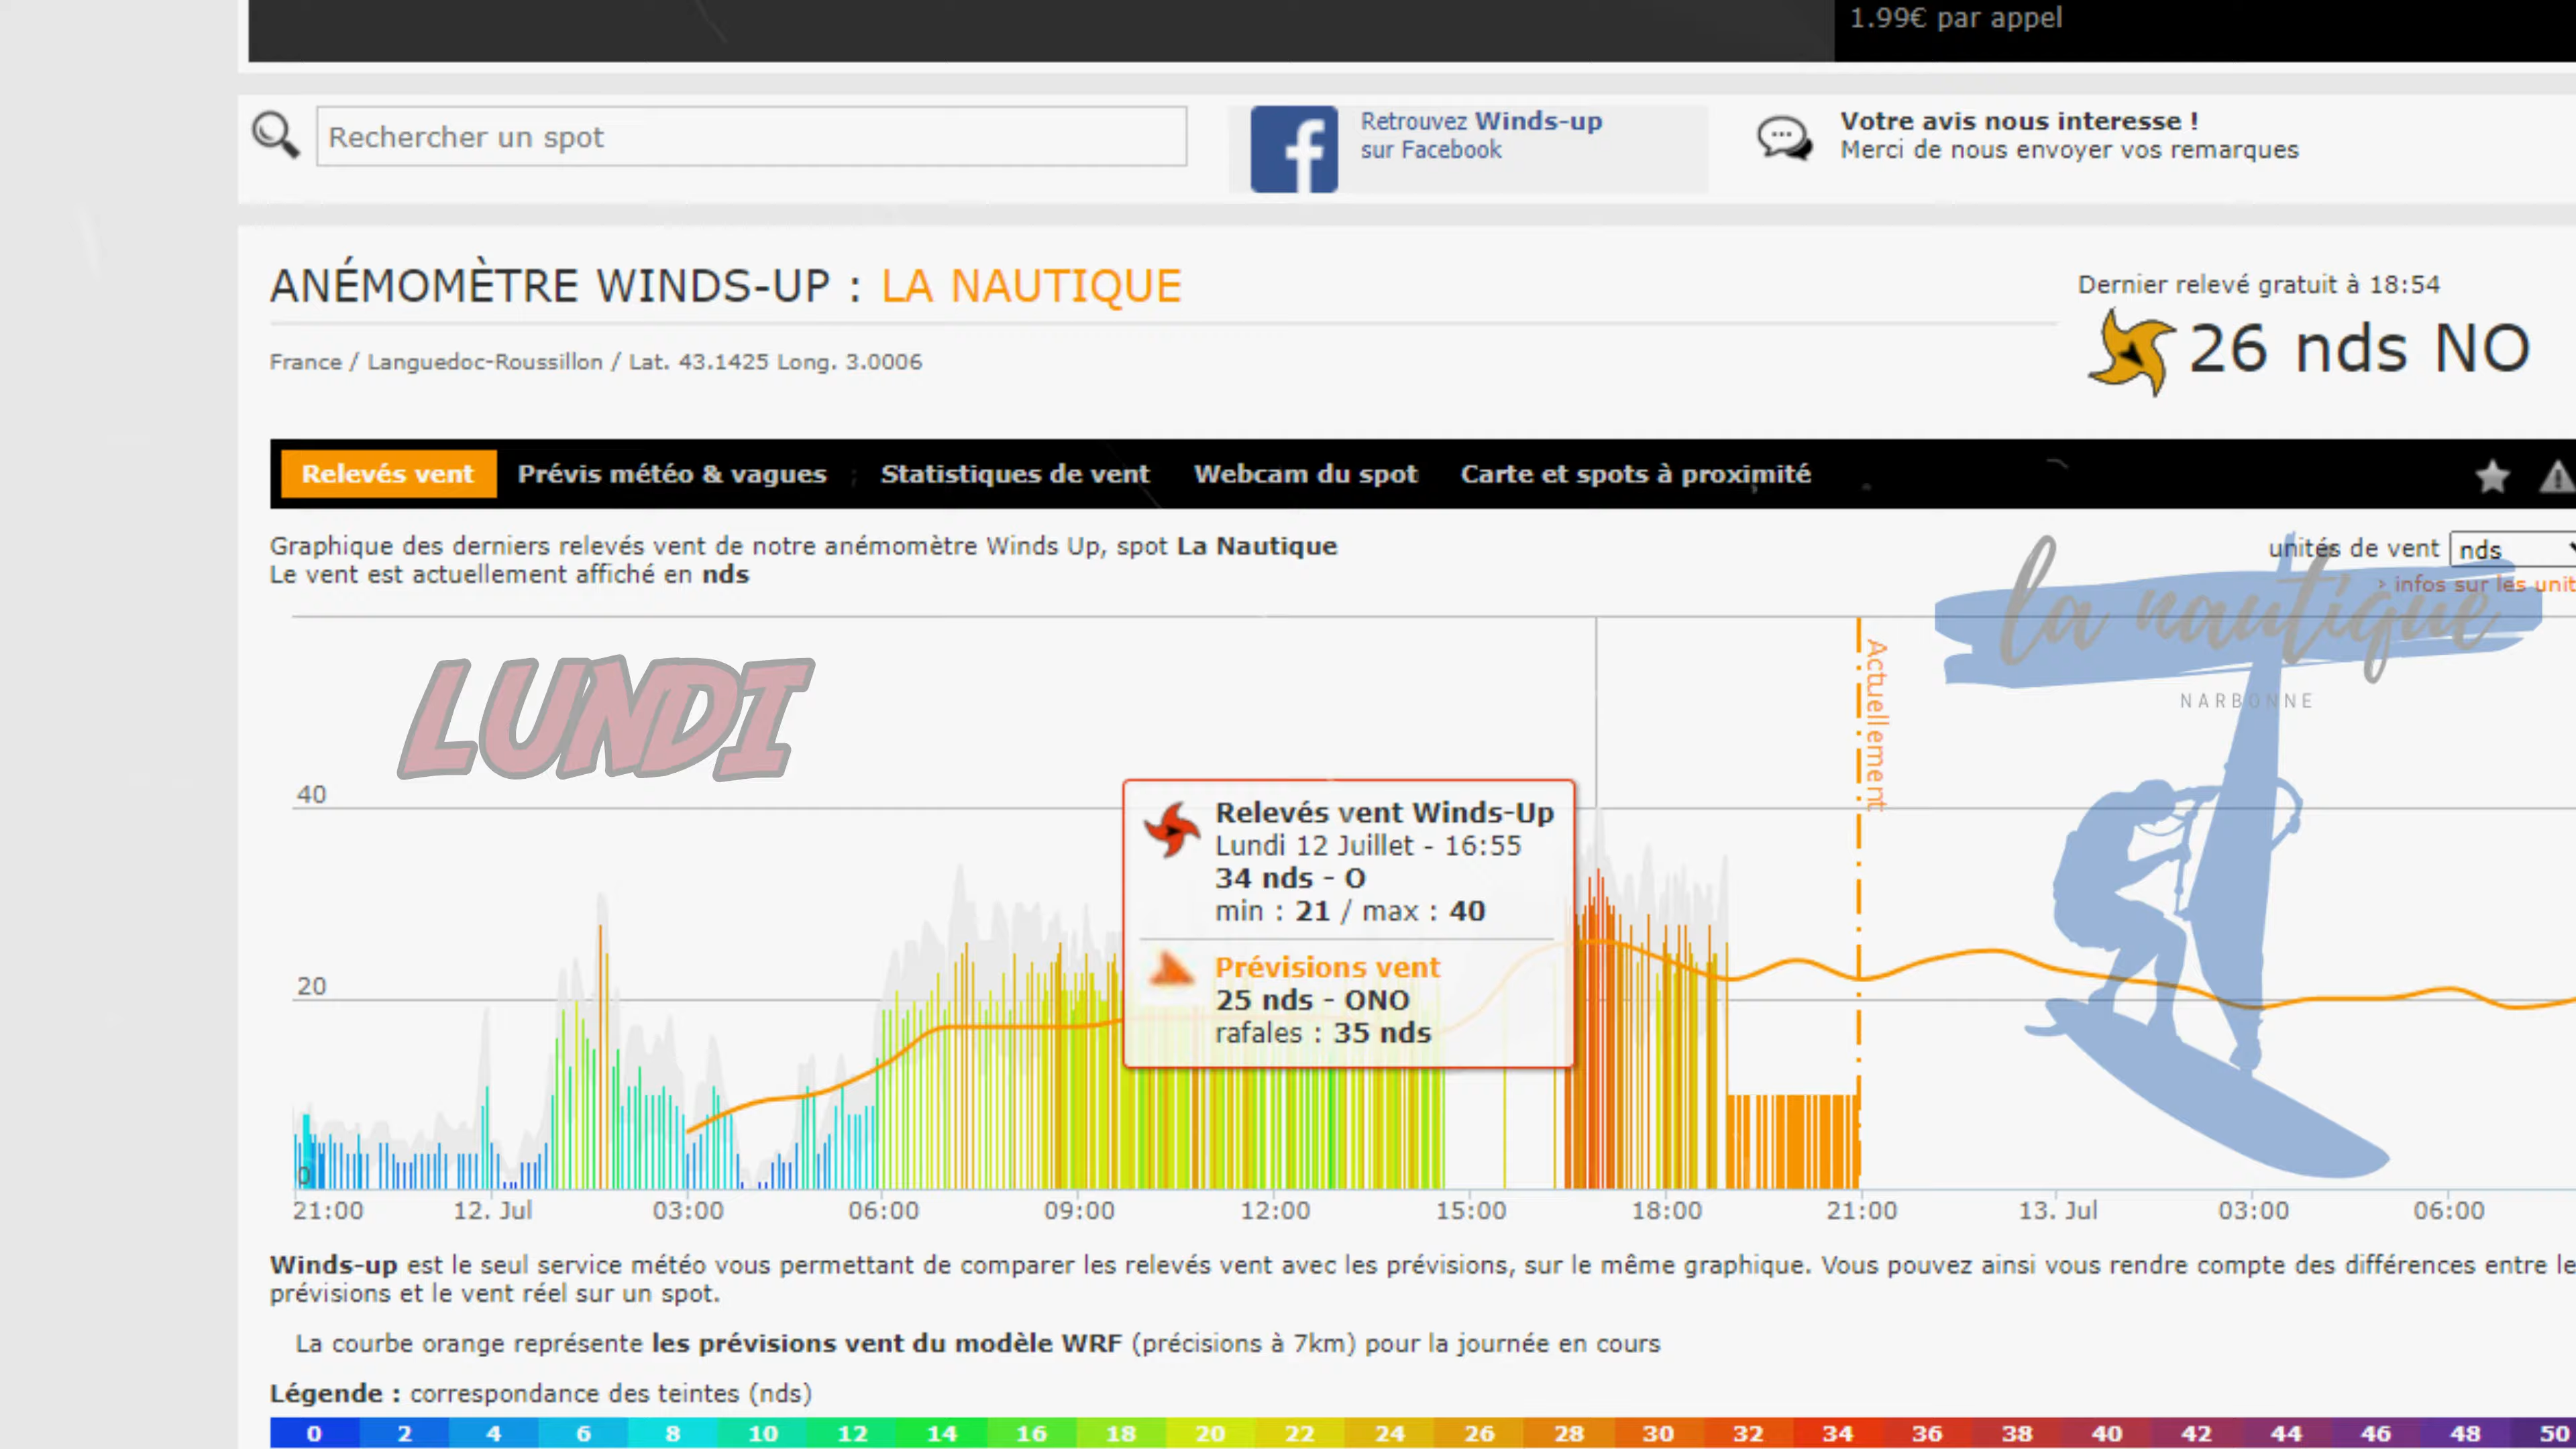 1.99€ par appel
Rechercher un spot
Retrouvez Winds-up
sur Facebook
Votre avis nous interesse !
Merci de nous envoyer vos remarques
ANÉMOMÈTRE WINDS-UP : LA NAUTIQUE
Dernier relevé gratuit à 18:54
26 nds NO
France / Languedoc-Roussillon / Lat. 43.1425 Long. 3.0006
Relevés vent Prévis météo & vagues Statistiques de vent Webcam du spot Carte et spots à proximité
Graphique des derniers relevés vent de notre anémomètre Winds Up, spot La Nautique
Le vent est actuellement affiché en nds
unités de vent nds
› infos sur les
la nautique
NARBONNE
LUNDI
Actuellement
40
20
0
Relevés vent Winds-Up
Lundi 12 Juillet - 16:55
34 nds - O
min : 21 / max : 40
Prévisions vent
25 nds - ONO
rafales : 35 nds
21:00 12. Jul 03:00 06:00 09:00 12:00 15:00 18:00 21:00 13. Jul 03:00 06:00
Winds-up est le seul service météo vous permettant de comparer les relevés vent avec les prévisions, sur le même graphique. Vous pouvez ainsi vous rendre compte des différences entre le
prévisions et le vent réel sur un spot.
La courbe orange représente les prévisions vent du modèle WRF (précisions à 7km) pour la journée en cours
Légende : correspondance des teintes (nds)
0 2 4 6 8 10 12 14 16 18 20 22 24 26 28 30 32 34 36 38 40 42 44 46 48 50